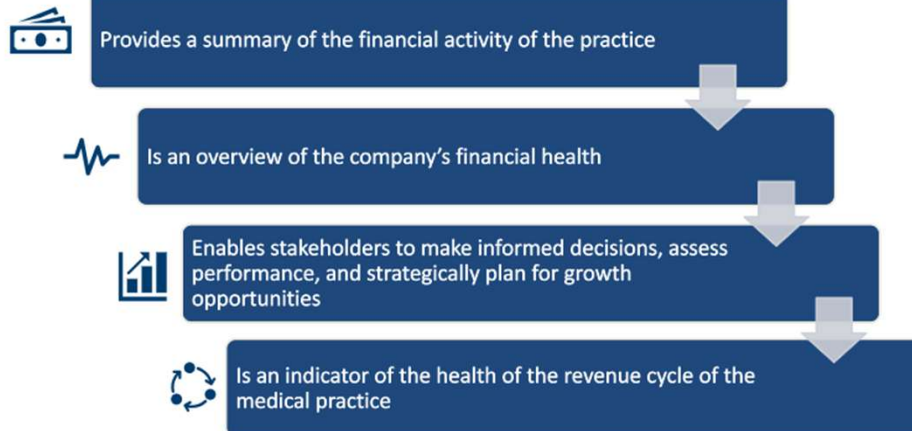 Provides a summary of the financial activity of the practice
Is an overview of the company's financial health
Enables stakeholders to make informed decisions, assess
performance, and strategically plan for growth
opportunities
Is an indicator of the health of the revenue cycle of the
medical practice